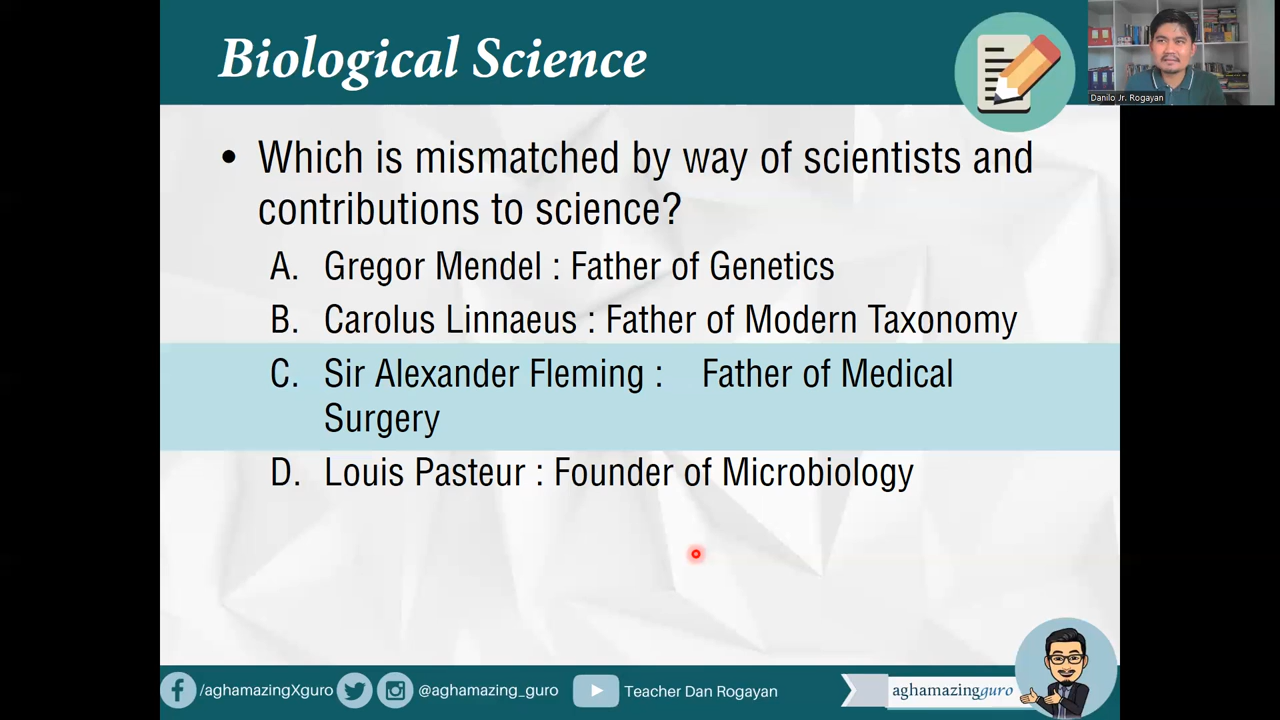 Biological Science
Danilo Jr. Rogayan
• Which is mismatched by way of scientists and
contributions to science?
A. Gregor Mendel : Father of Genetics
B. Carolus Linnaeus : Father of Modern Taxonomy
C. Sir Alexander Fleming : Father of Medical
Surgery
D. Louis Pasteur : Founder of Microbiology
/aghamazingXguro
@aghamazing_guro
Teacher Dan Rogayan
aghamazingguro